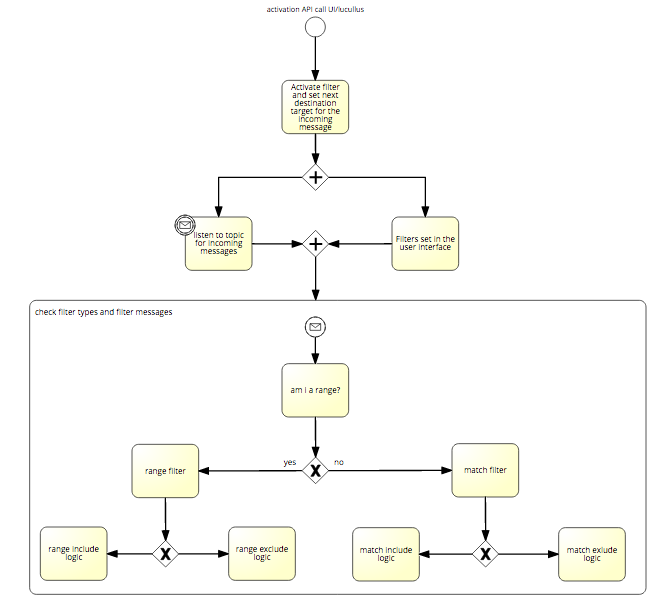 activation API call UI/lucullus
Activate filter
and set next
destination
target for the
incoming
message
listen to topic
for incoming
messages
Filters set in the
user interface
check filter types and filter messages
am I a range?
yes
no
range filter
match filter
range include
logic
range exclude
logic
match include
logic
match exlude
logic